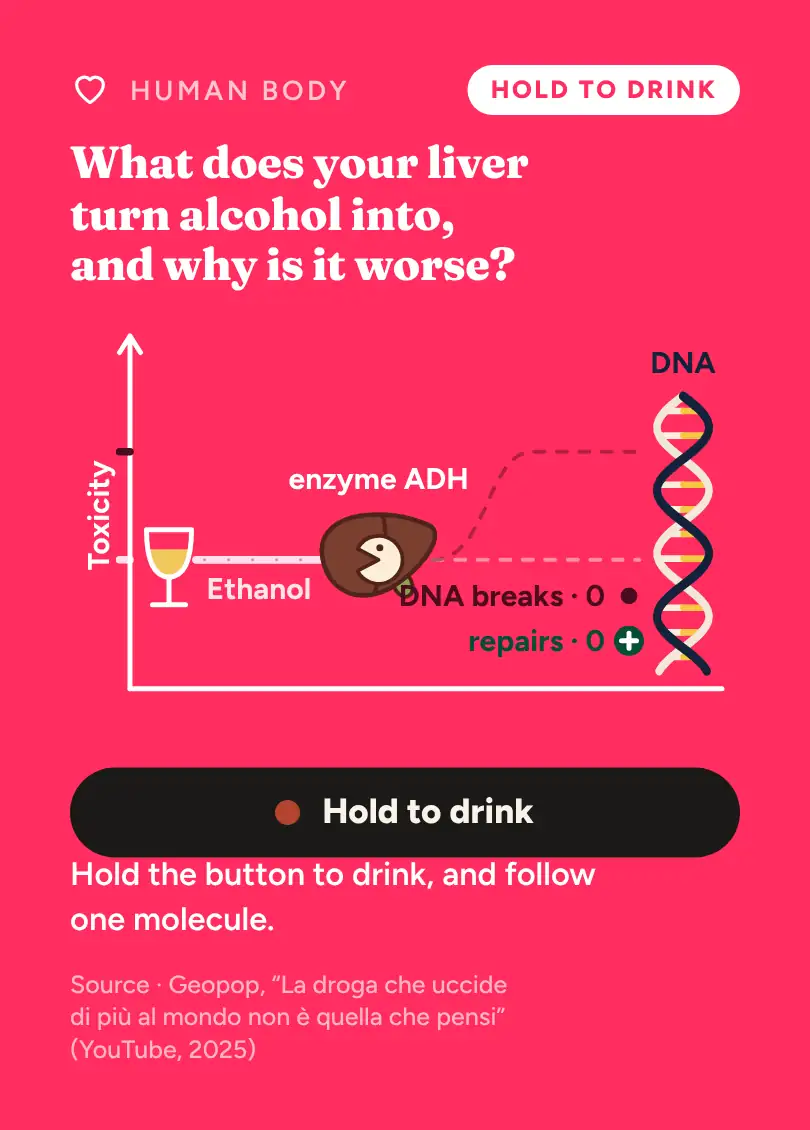 HUMAN BODY
HOLD TO DRINK
What does your liver
turn alcohol into,
and why is it worse?
DNA
Toxicity
enzyme ADH
Ethanol
DNA breaks · 0
repairs · 0
Hold to drink
Hold the button to drink, and follow
one molecule.
Source · Geopop, “La droga che uccide
di più al mondo non è quella che pensi”
(YouTube, 2025)